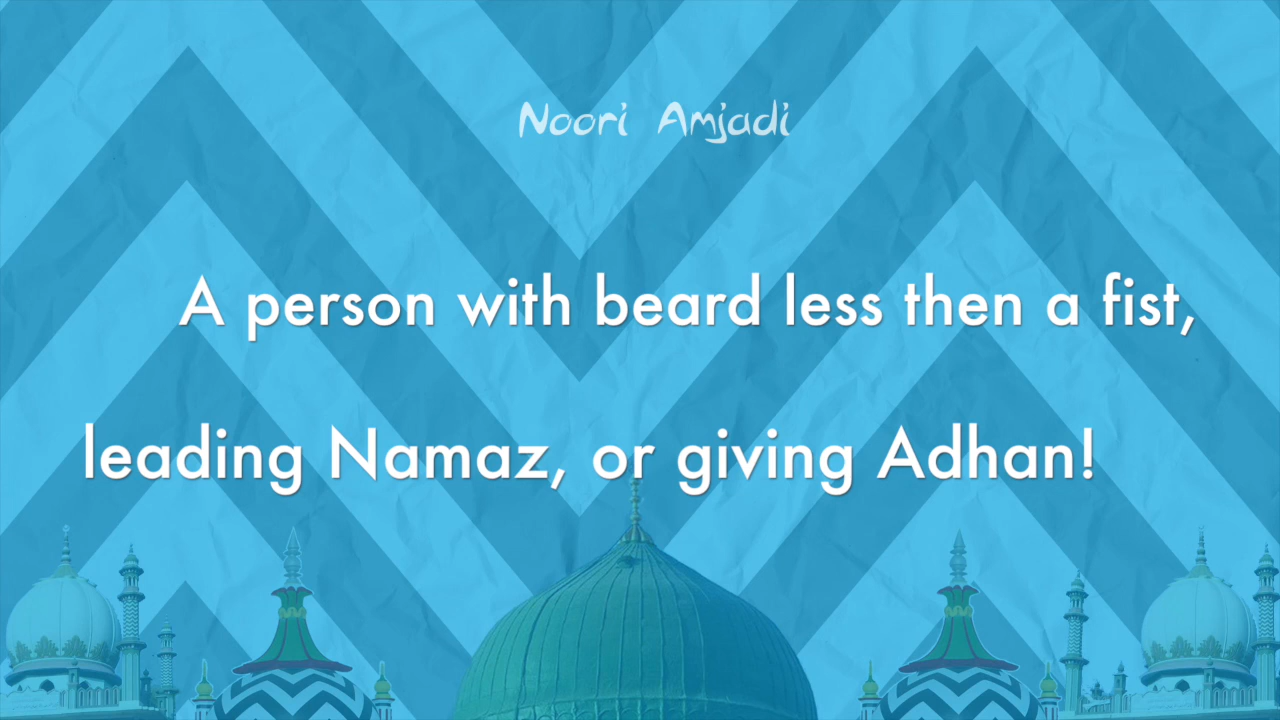 Noori Amjadi
A person with beard less then a fist,
leading Namaz, or giving Adhan!